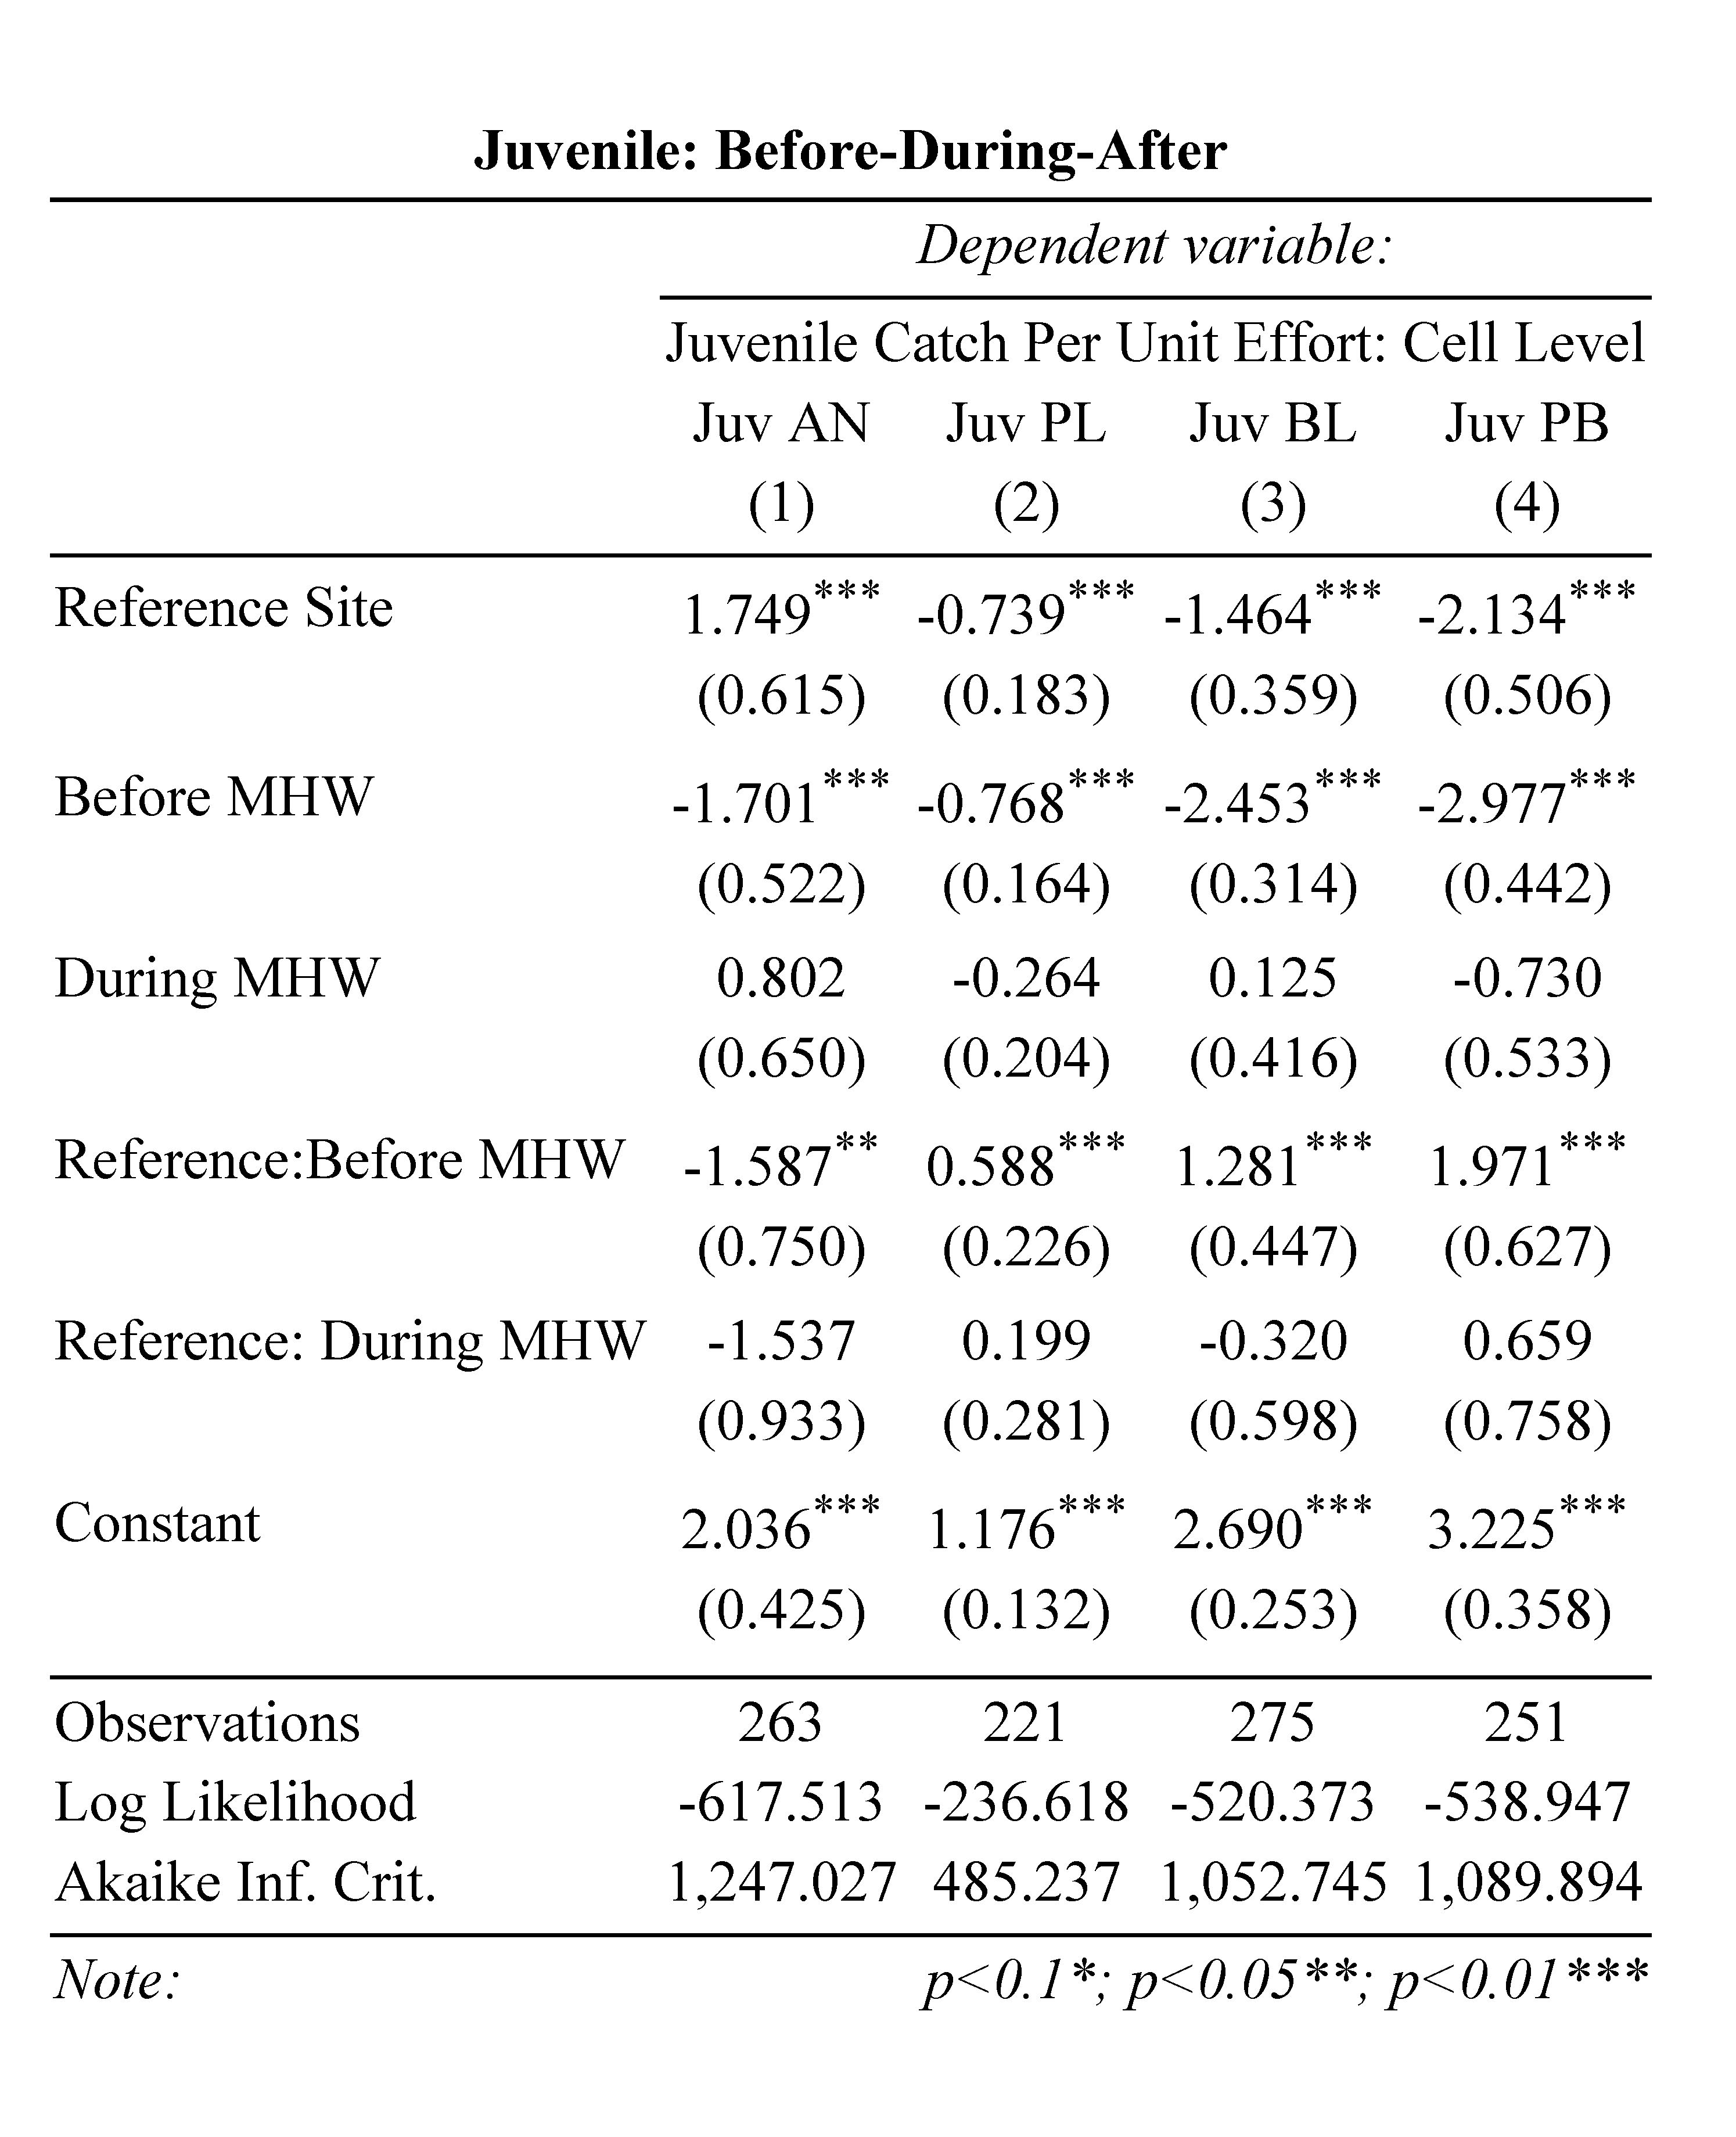 Juvenile: Before-During-After
Dependent variable:
Juvenile Catch Per Unit Effort: Cell Level
Juv AN Juv PL Juv BL Juv PB
(1) (2) (3) (4)
Reference Site 1.749*** -0.739*** -1.464*** -2.134***
(0.615) (0.183) (0.359) (0.506)
Before MHW -1.701*** -0.768*** -2.453*** -2.977***
(0.522) (0.164) (0.314) (0.442)
During MHW 0.802 -0.264 0.125 -0.730
(0.650) (0.204) (0.416) (0.533)
Reference:Before MHW -1.587** 0.588*** 1.281*** 1.971***
(0.750) (0.226) (0.447) (0.627)
Reference: During MHW -1.537 0.199 -0.320 0.659
(0.933) (0.281) (0.598) (0.758)
Constant 2.036*** 1.176*** 2.690*** 3.225***
(0.425) (0.132) (0.253) (0.358)
Observations 263 221 275 251
Log Likelihood -617.513 -236.618 -520.373 -538.947
Akaike Inf. Crit. 1,247.027 485.237 1,052.745 1,089.894
Note: p<0.1*; p<0.05**; p<0.01***